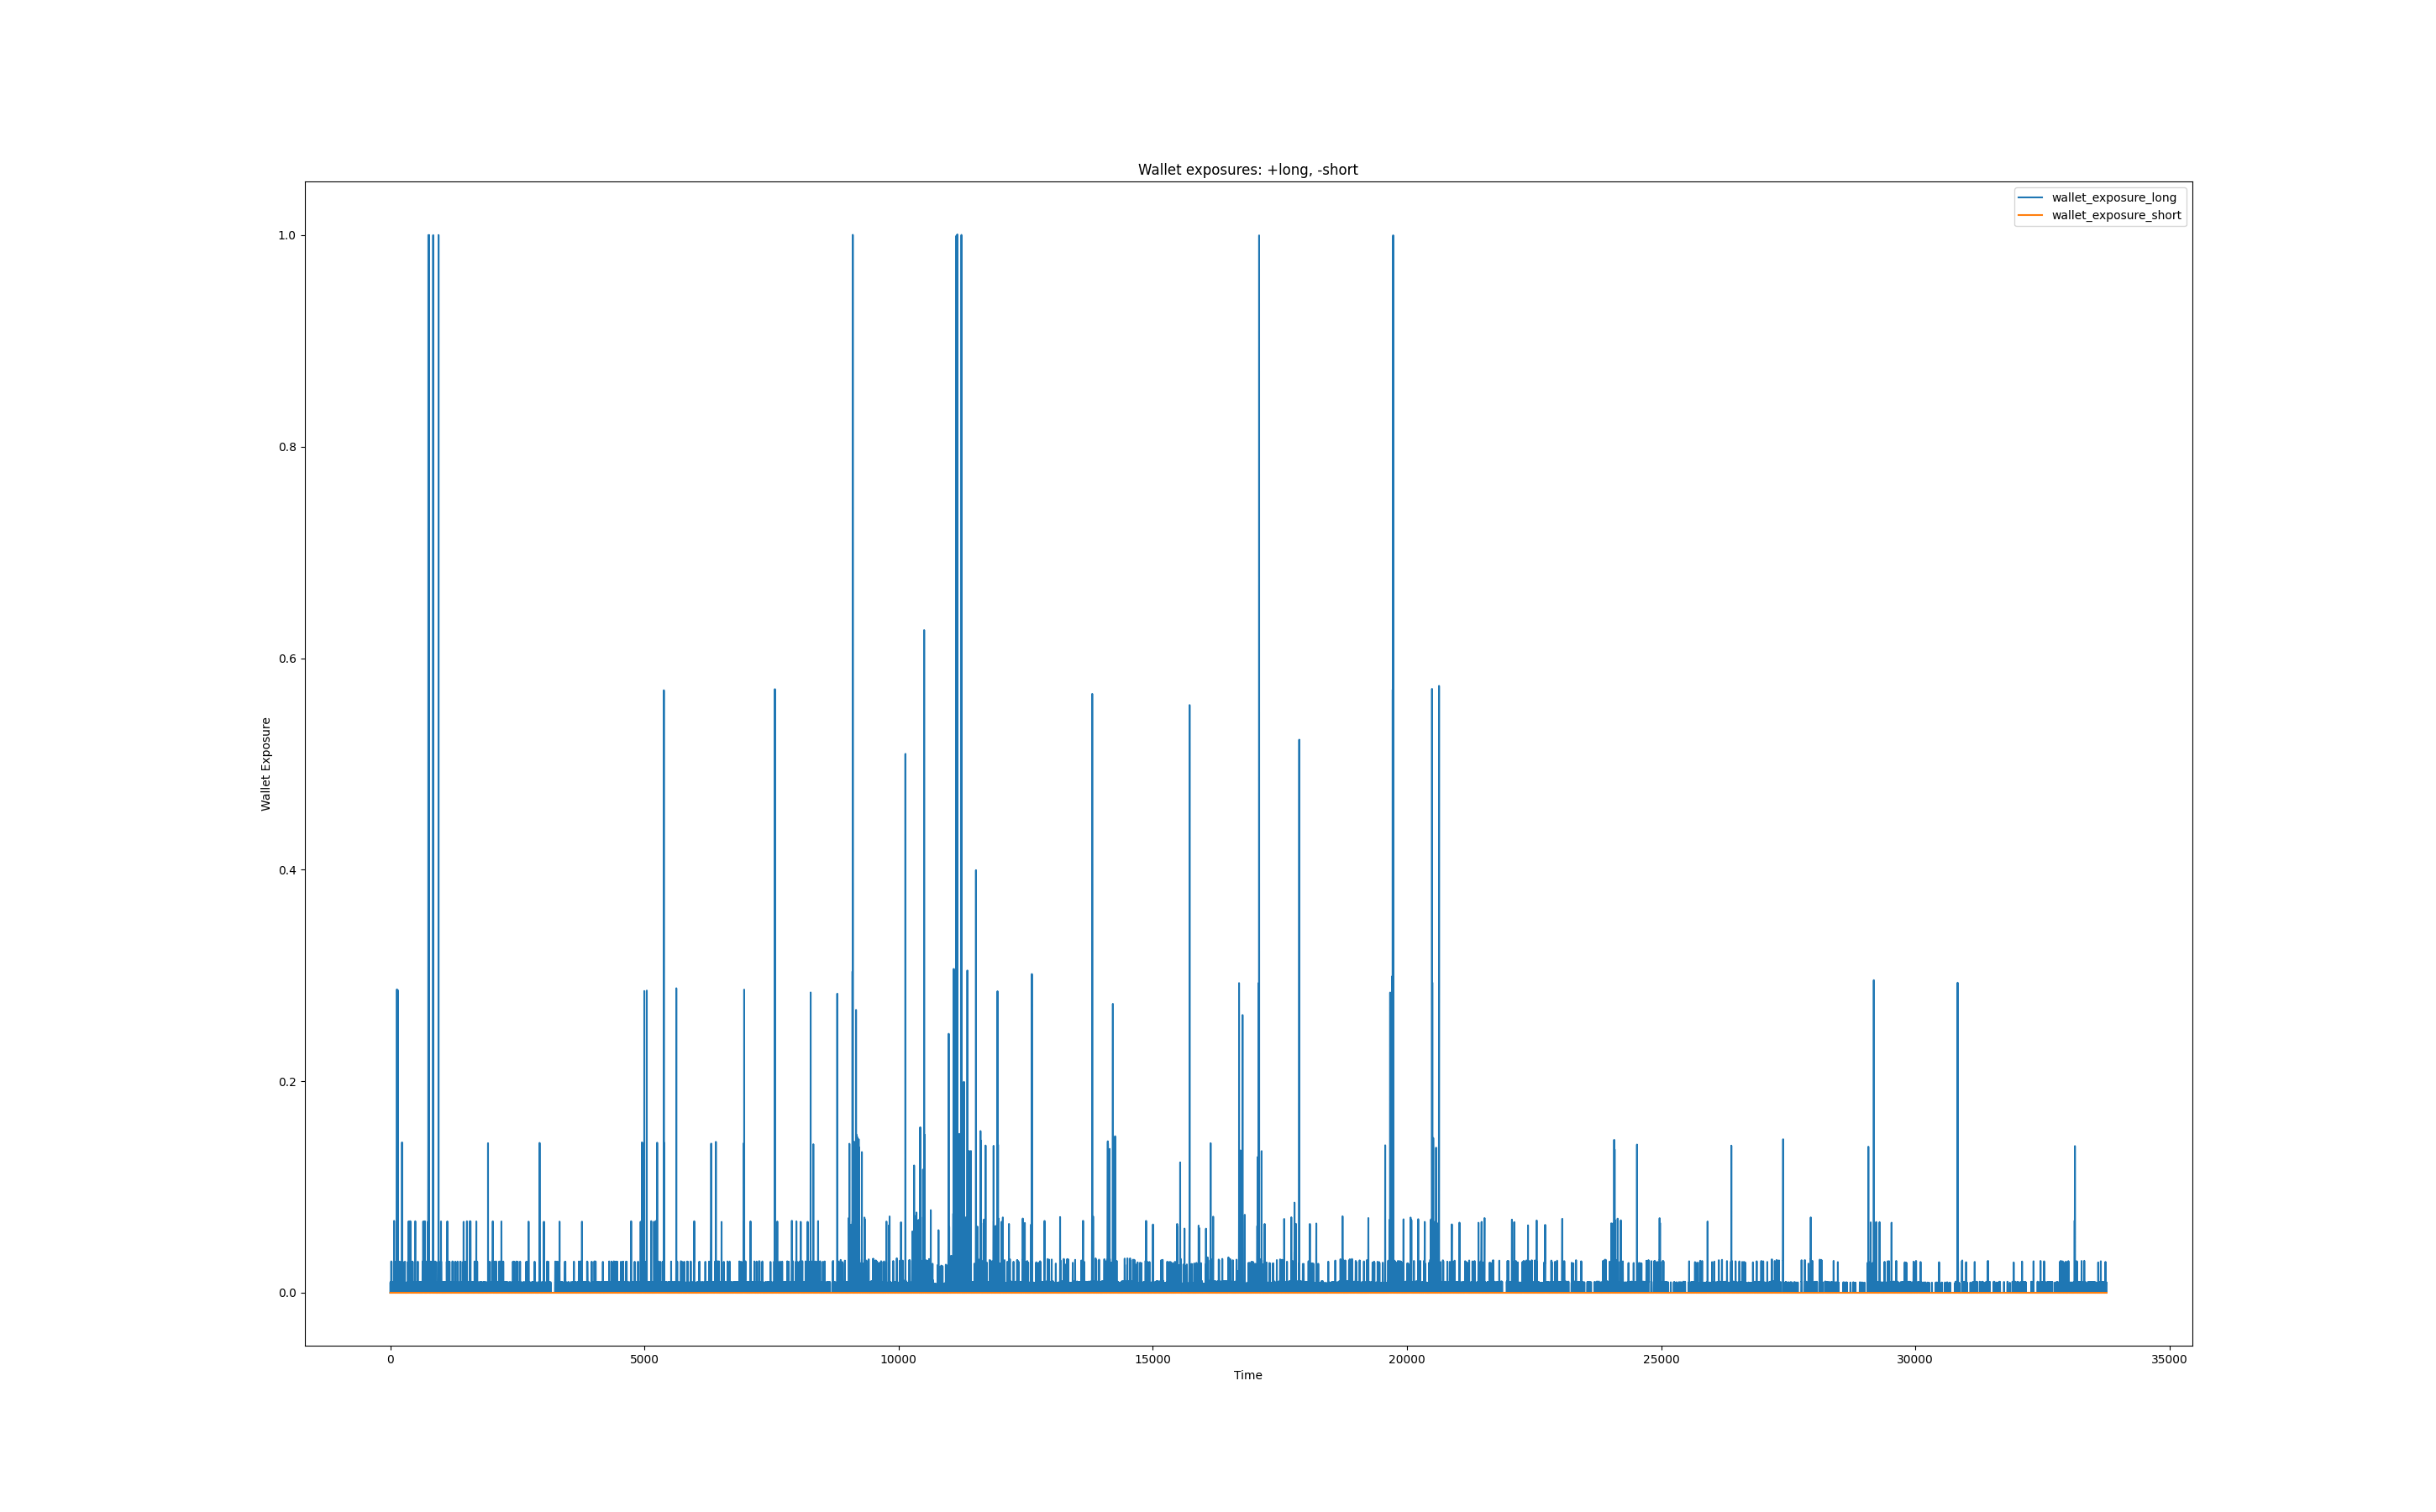 Wallet exposures: +long, -short
wallet_exposure_long
wallet_exposure_short
1.0
0.8
0.6
0.4
0.2
0.0
Wallet Exposure
0 5000 10000 15000 20000 25000 30000 35000
Time